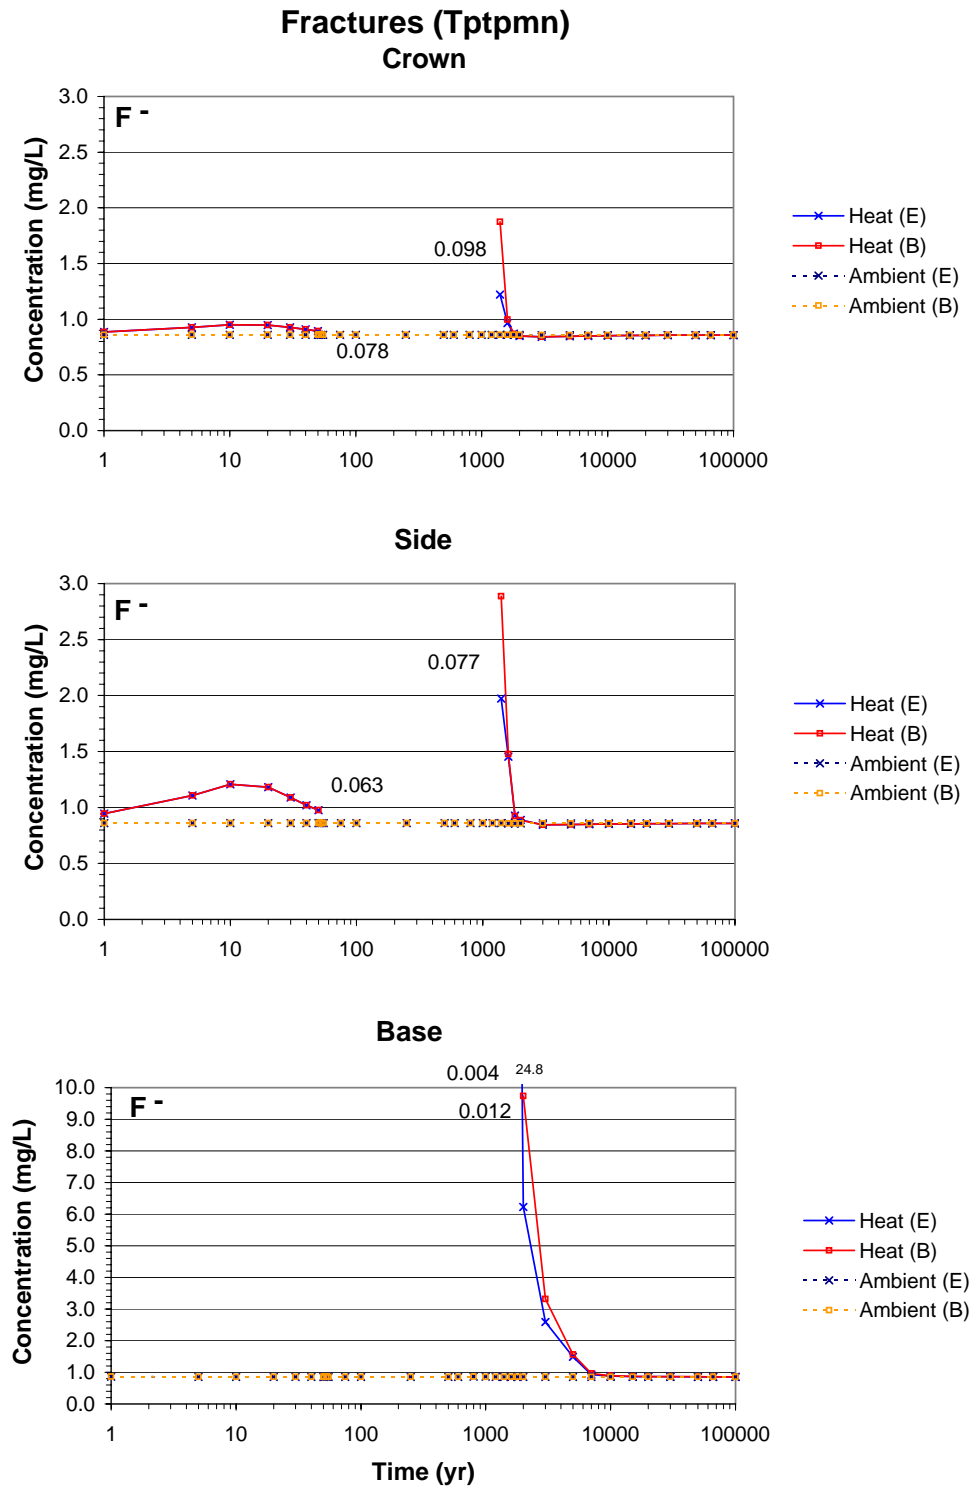 Fractures (Tptpmn)
Crown
F -
Concentration (mg/L)
3.0
2.5
2.0
1.5
1.0
0.5
0.0
0.098
0.078
1 10 100 1000 10000 100000
Heat (E)
Heat (B)
Ambient (E)
Ambient (B)
Side
F -
Concentration (mg/L)
3.0
2.5
2.0
1.5
1.0
0.5
0.0
0.077
0.063
1 10 100 1000 10000 100000
Heat (E)
Heat (B)
Ambient (E)
Ambient (B)
Base
0.004 24.8
F -
0.012
Concentration (mg/L)
10.0
9.0
8.0
7.0
6.0
5.0
4.0
3.0
2.0
1.0
0.0
1 10 100 1000 10000 100000
Time (yr)
Heat (E)
Heat (B)
Ambient (E)
Ambient (B)